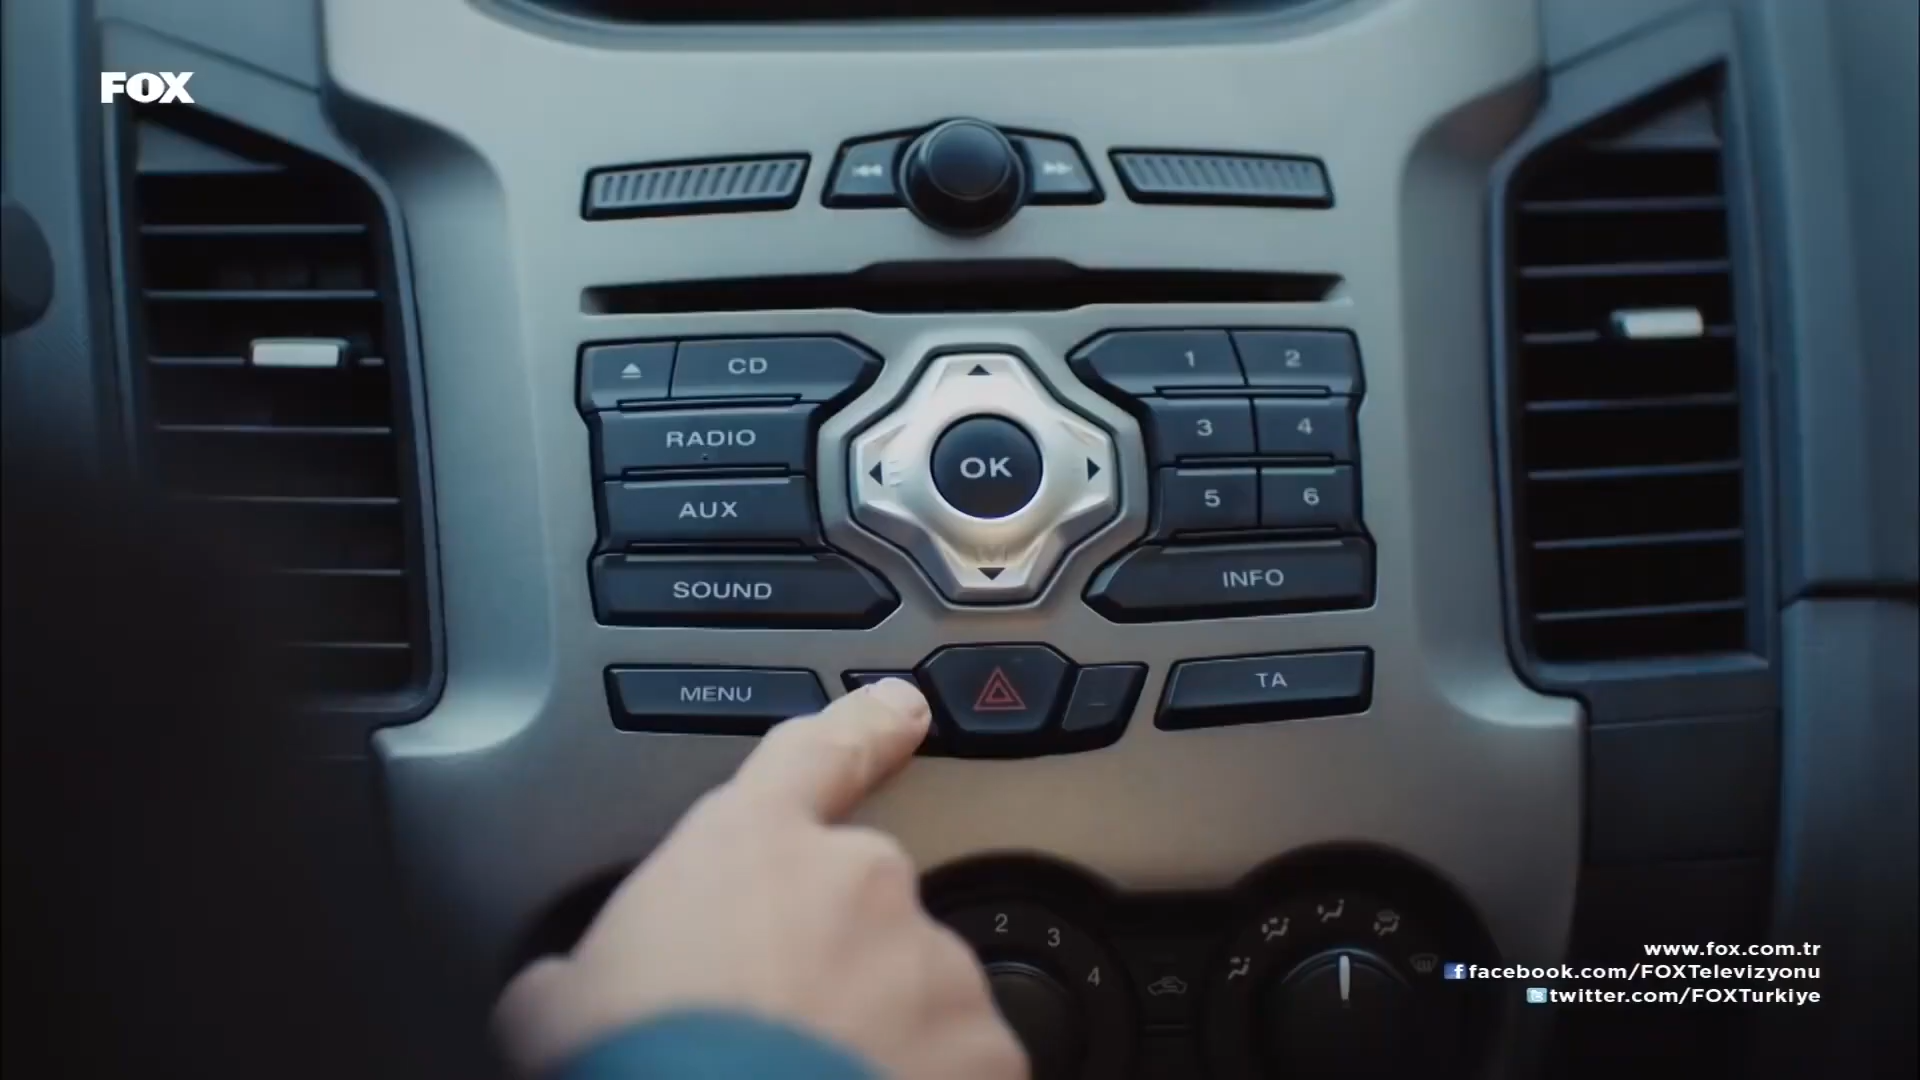 FOX
CD
1
2
RADIO
OK
3
4
AUX
5
6
SOUND
INFO
MENU
TA
2
3
4
www.fox.com.tr
facebook.com/FOXTelevizyonu
twitter.com/FOXTurkiye